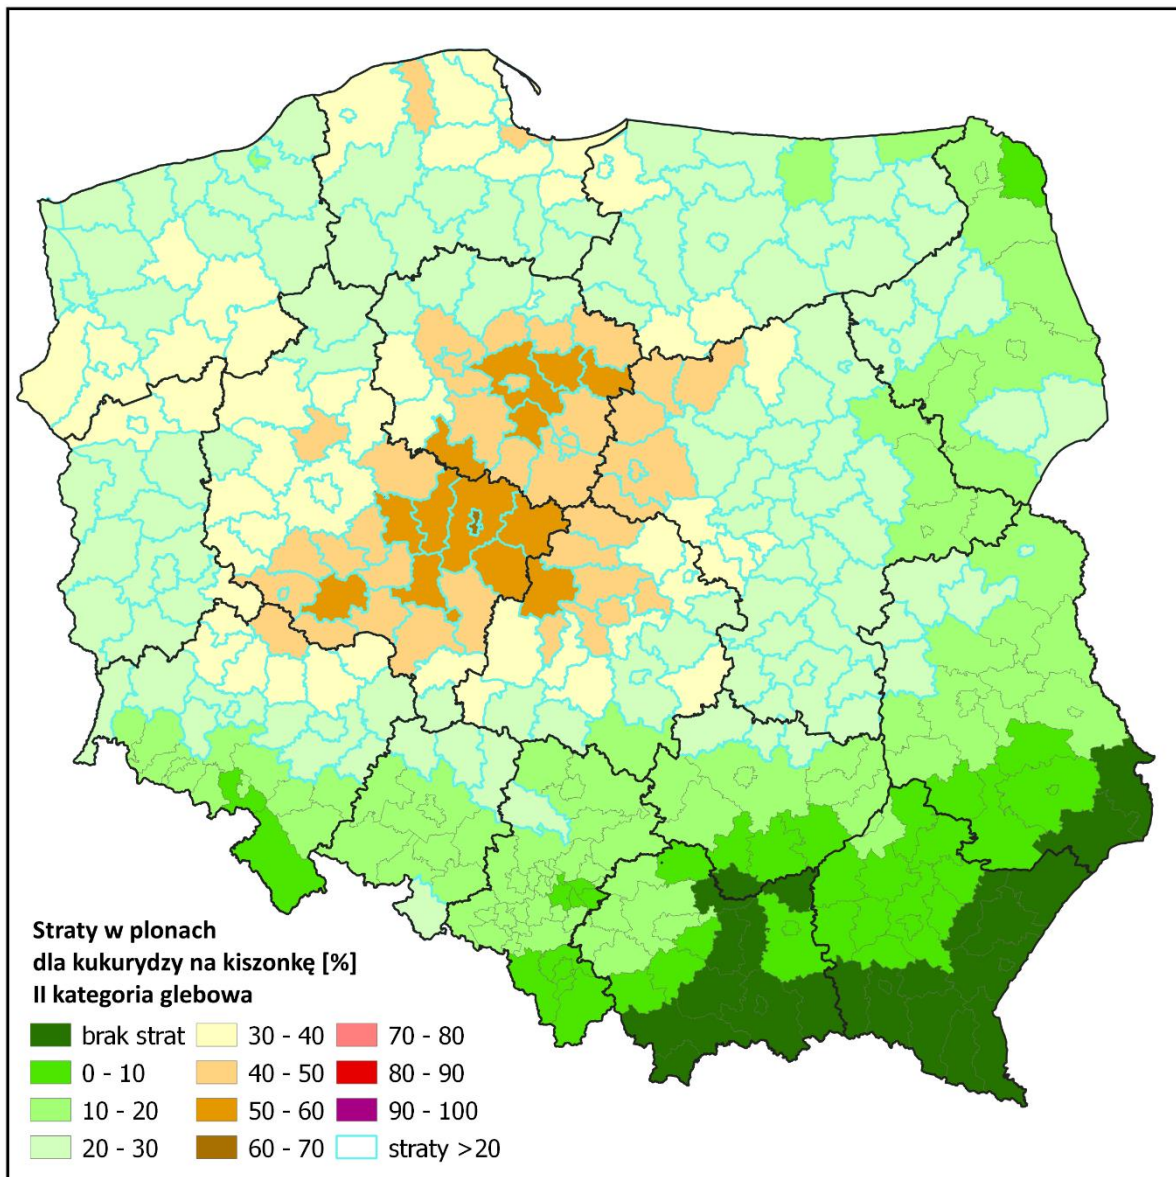 Straty w plonach
dla kukurydzy na kiszonkę [%]
II kategoria glebowa
brak strat
0 - 10
10 - 20
20 - 30
30 - 40
40 - 50
50 - 60
60 - 70
70 - 80
80 - 90
90 - 100
straty >20